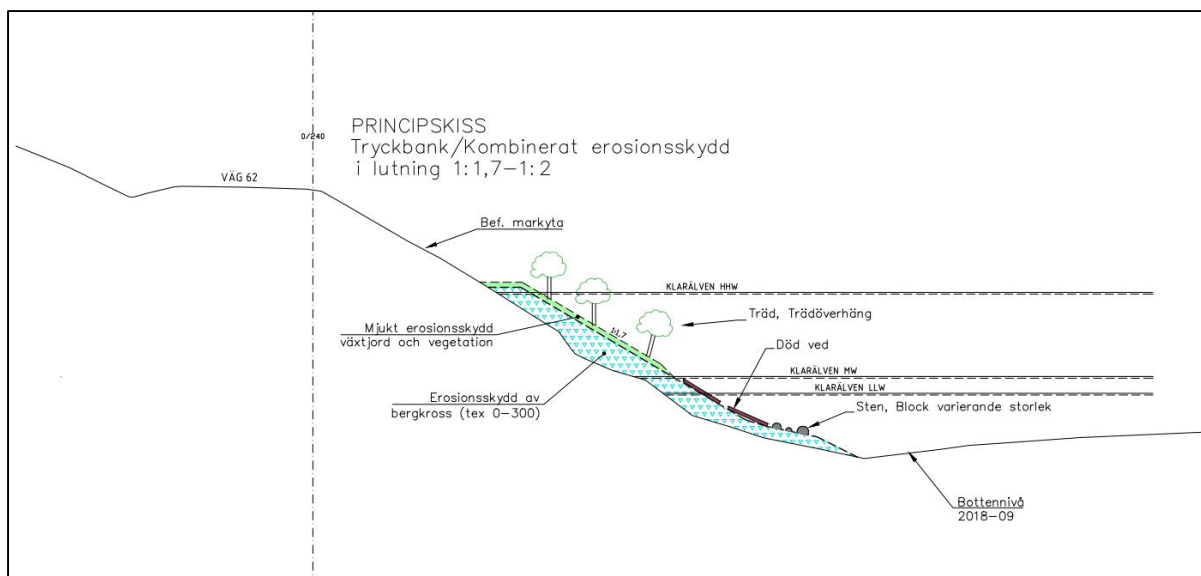 0/240
PRINCIPSKISS
Tryckbank/Kombinerat erosionsskydd
i lutning 1:1,7-1:2
VÄG 62
Bef. markyta
KLARÄLVEN HHW
Träd, Trädöverhäng
Mjukt erosionsskydd
växtjord och vegetation
1:1,7
Död ved
KLARÄLVEN MW
KLARÄLVEN LLW
Erosionsskydd av
bergkross (tex 0-300)
Sten, Block varierande storlek
Bottennivå
2018-09